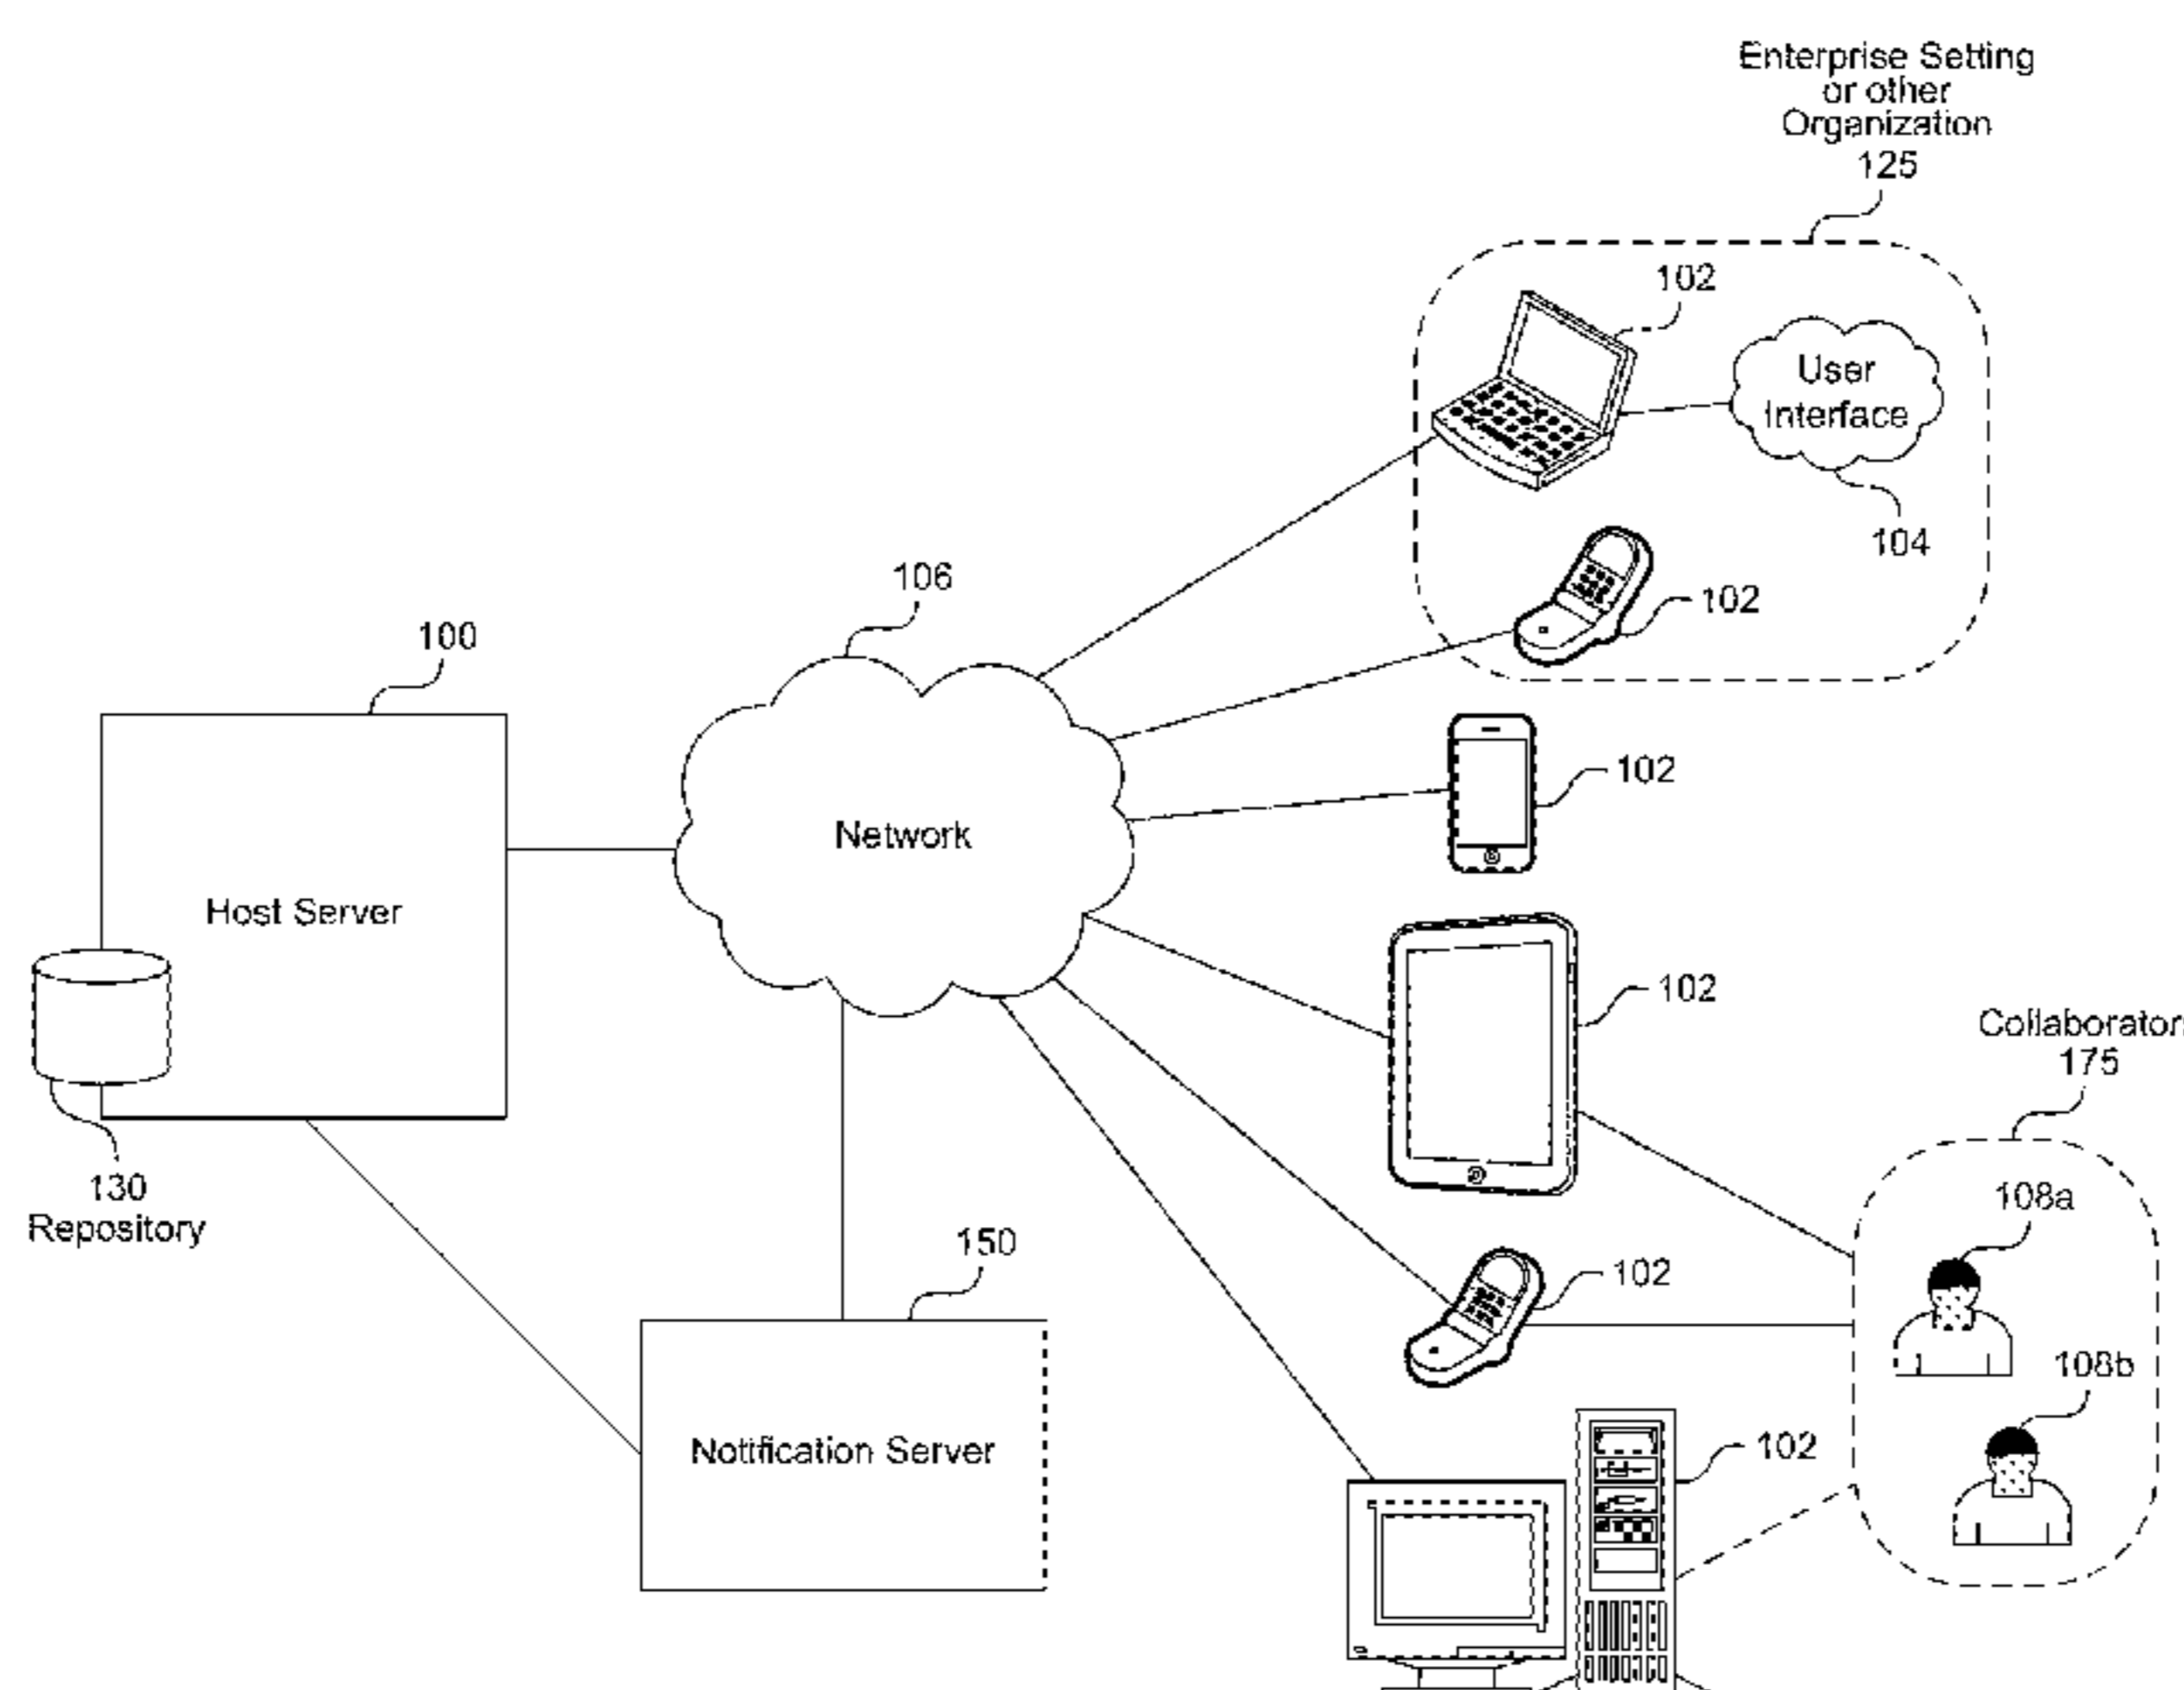 Enterprise Setting
or other
Organization
125
102
User
Interface
104
102
106
100
102
Network
Host Server
102
Collaborator
175
130
Repository
108a
150
102
108b
Notification Server
102